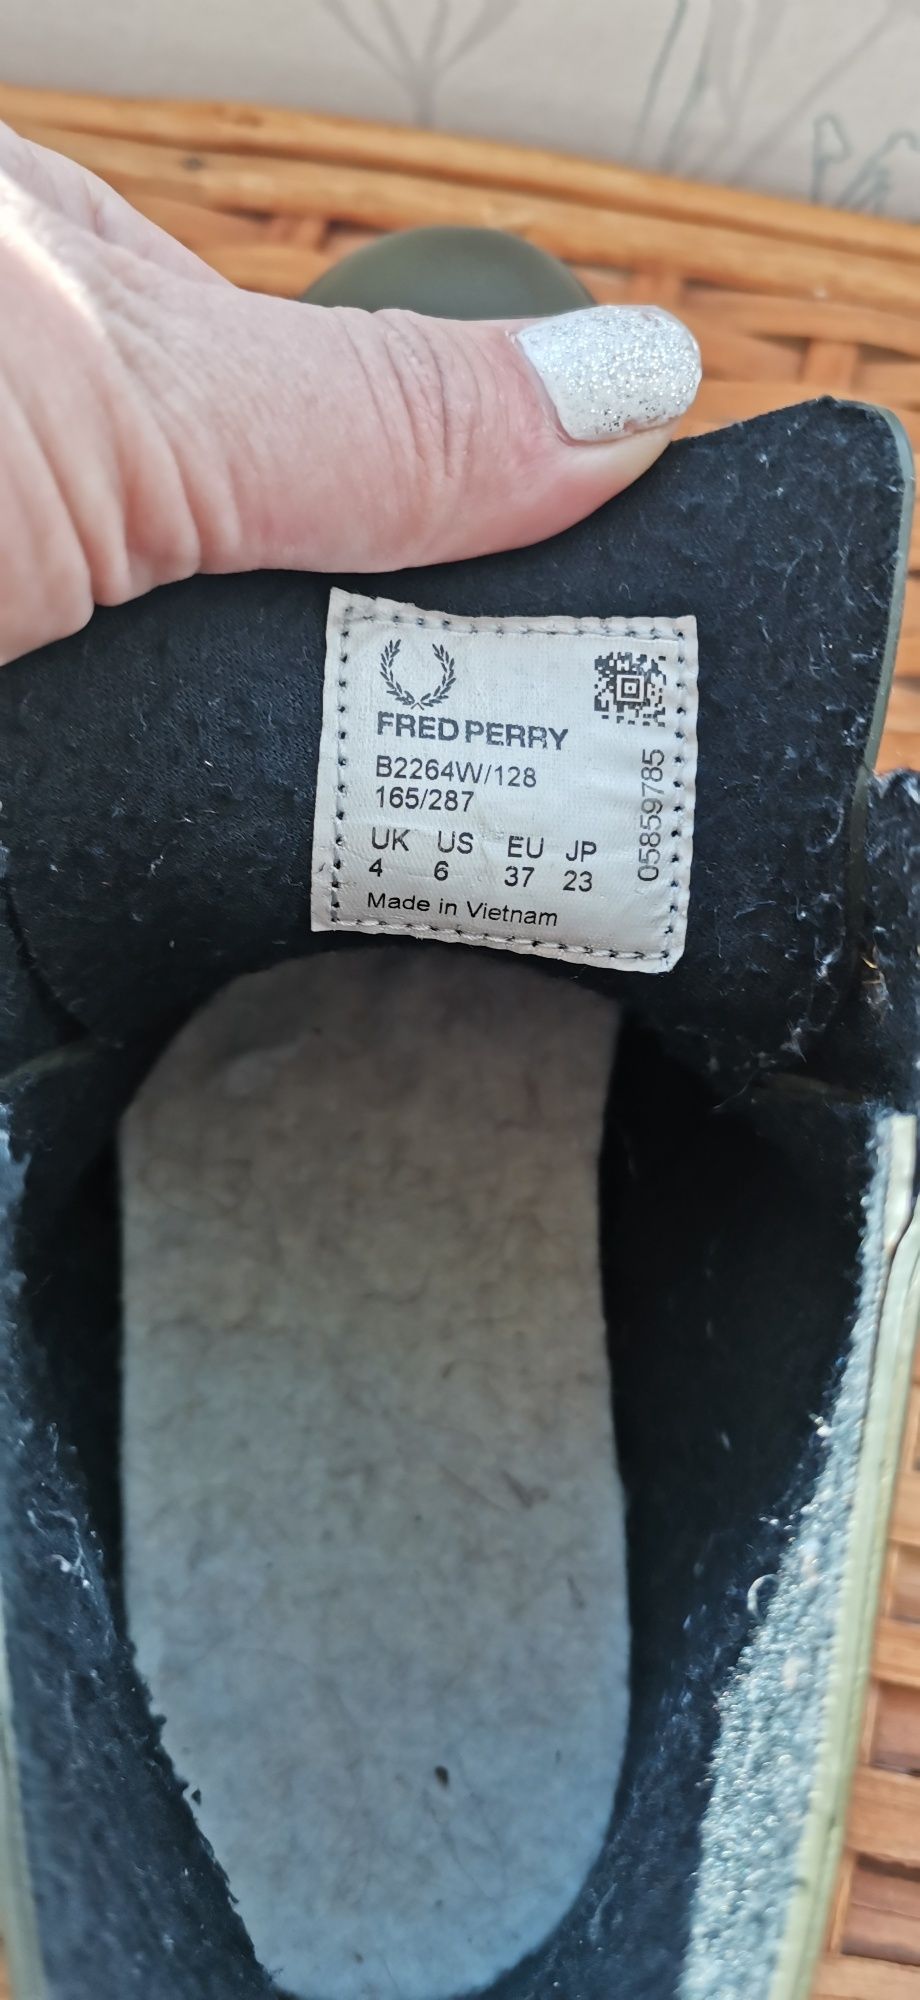 FRED PERRY
B2264W/128
165/287
UK US EU JP
4 6 37 23
Made in Vietnam
05859785